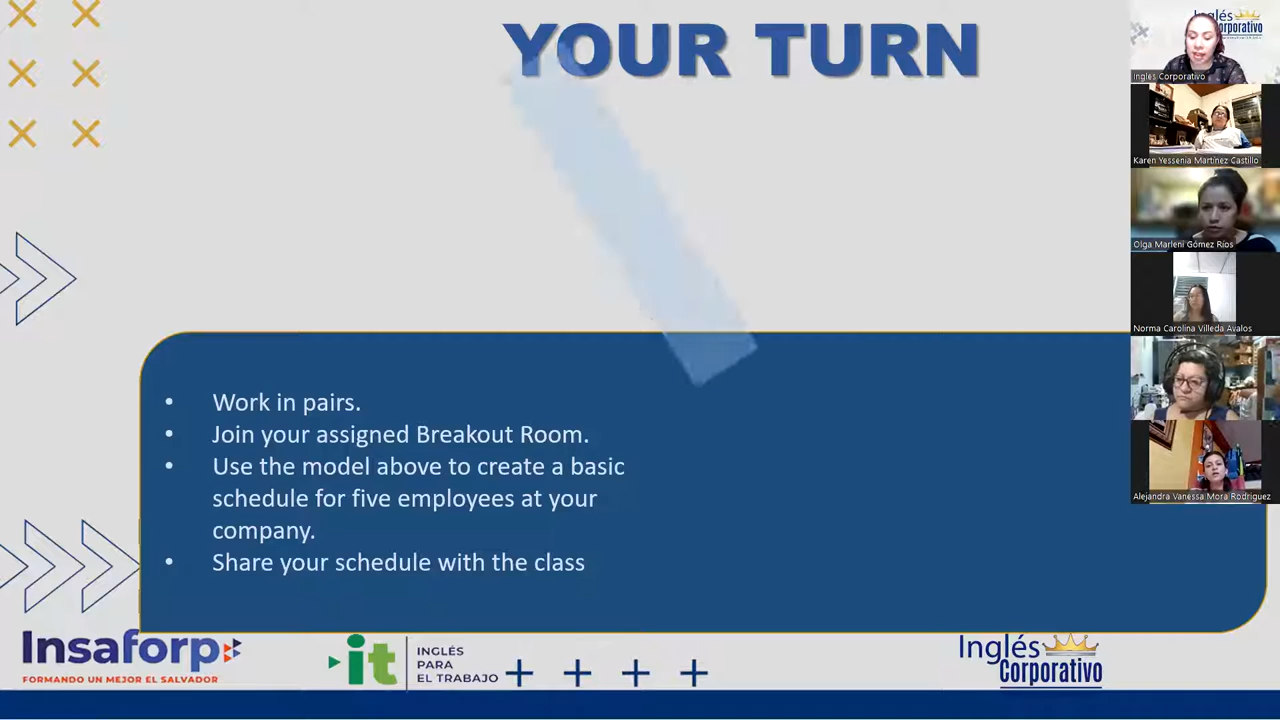 YOUR TURN
Work in pairs.
Join your assigned Breakout Room.
Use the model above to create a basic
schedule for five employees at your
company.
Share your schedule with the class
Insaforp
FORMANDO UN MEJOR EL SALVADOR
it
INGLÉS
PARA
EL TRABAJO
Inglés
Corporativo
Inglés
Corporativo
Ingles Corporativo
Karen Yessenia Martínez Castillo
Olga Marleni Gómez Ríos
Norma Carolina Villeda Avalos
Alejandra Vanessa Mora Rodriguez